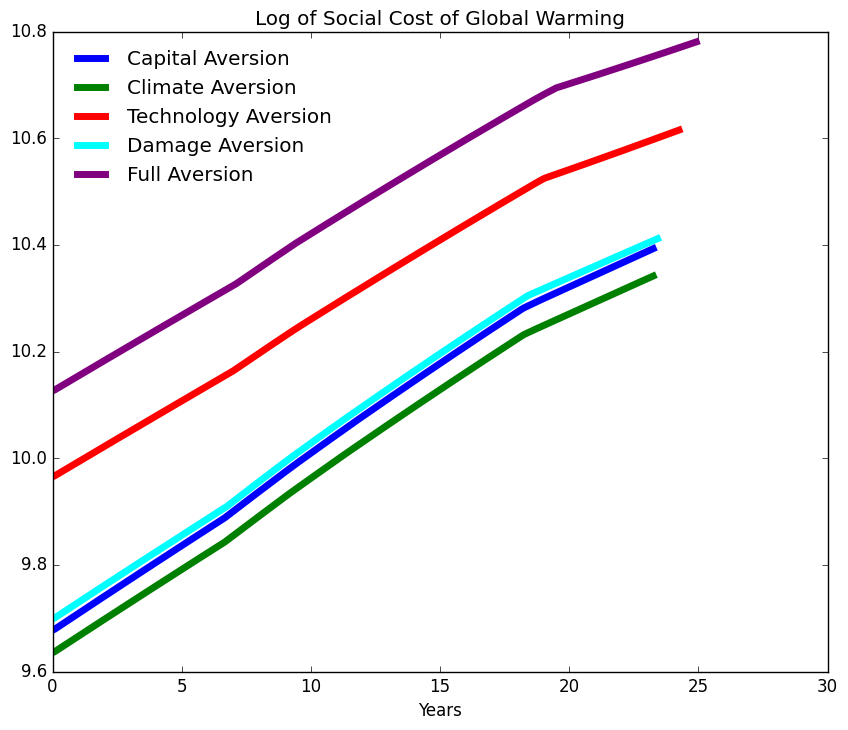 Log of Social Cost of Global Warming
10.8
10.6
10.4
10.2
10.0
9.8
9.6
Capital Aversion
Climate Aversion
Technology Aversion
Damage Aversion
Full Aversion
0 5 10 15 20 25 30
Years